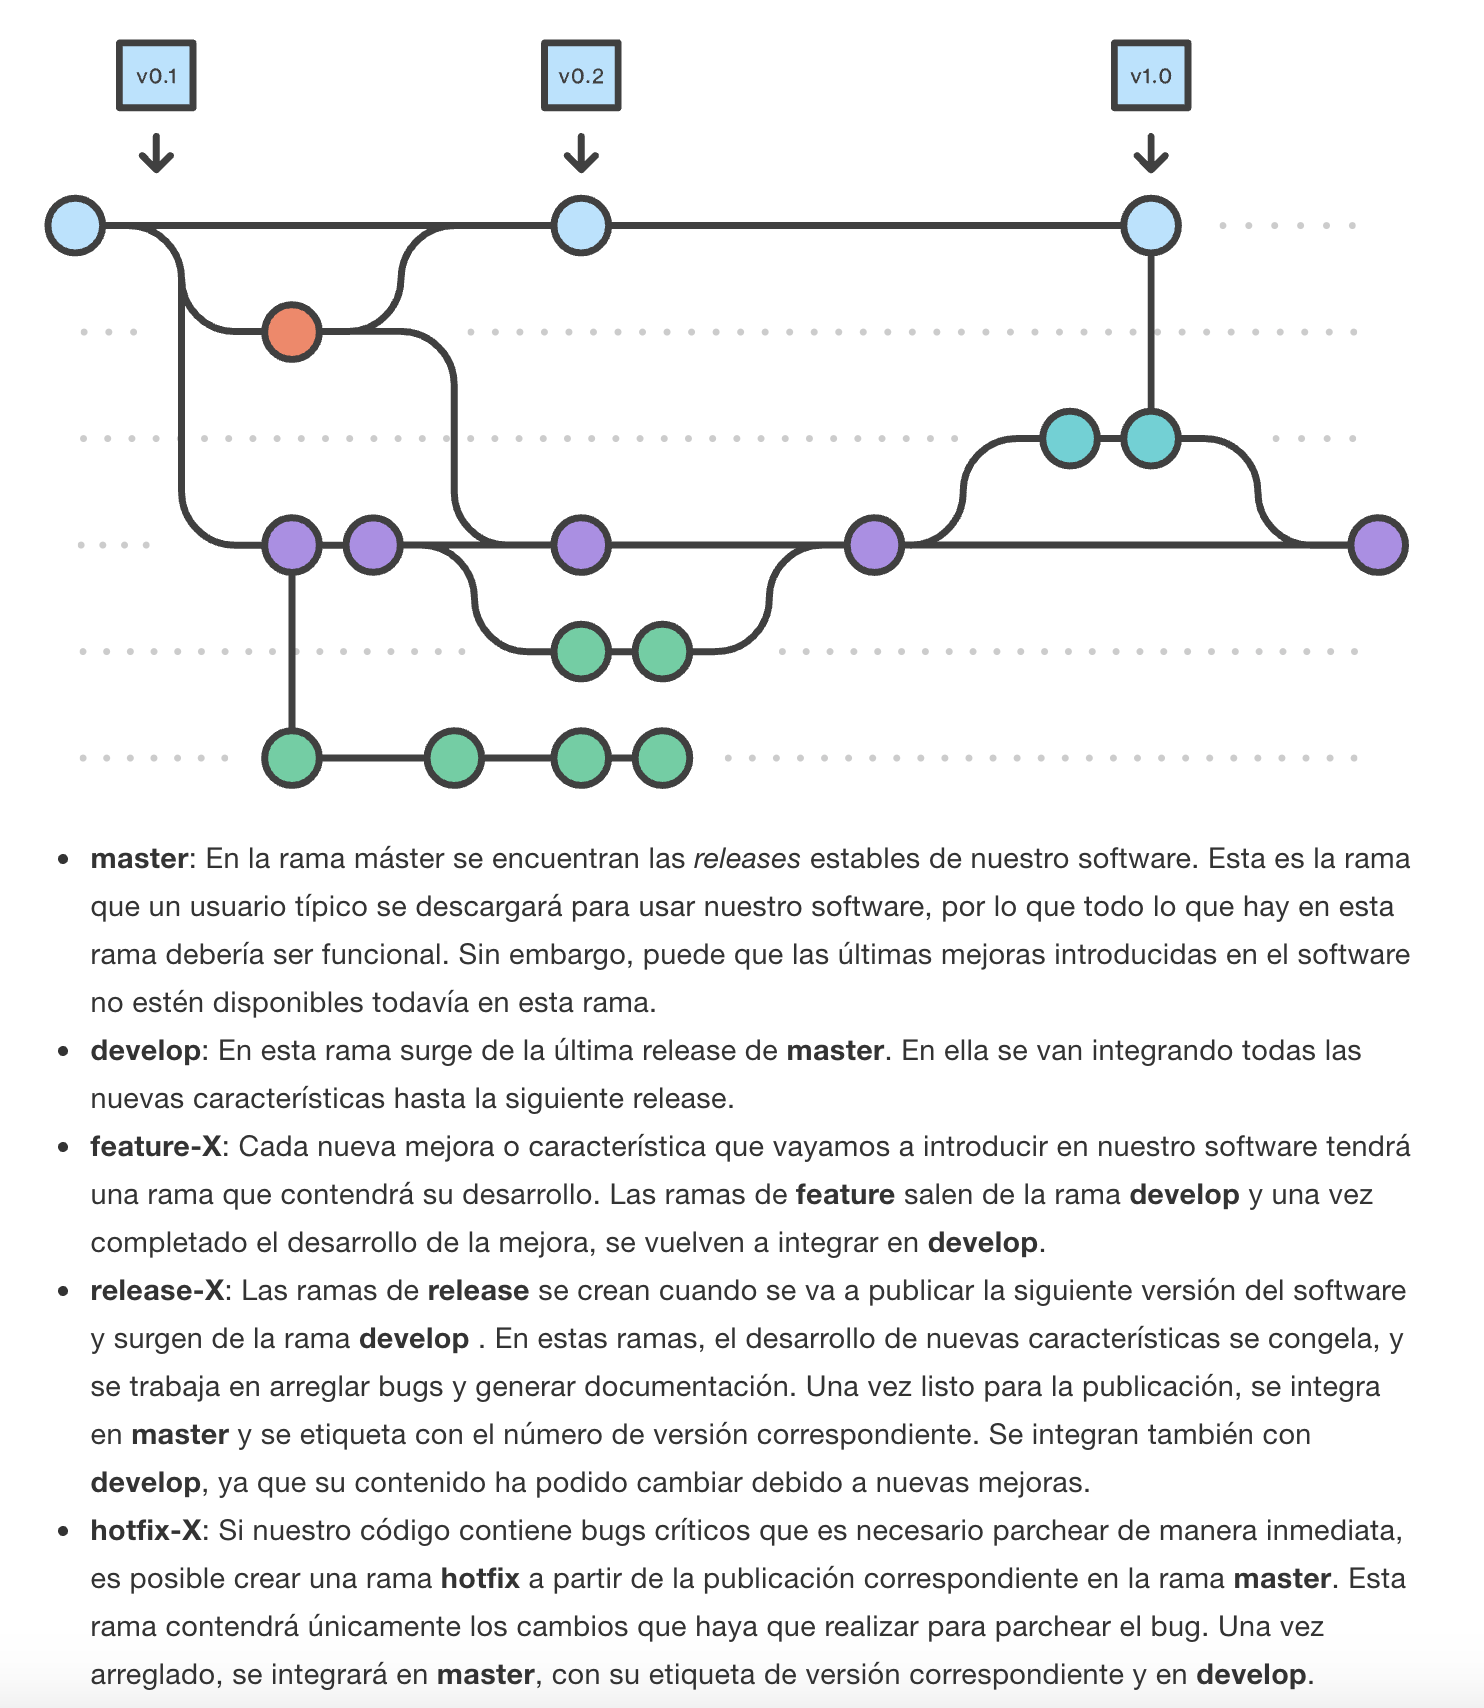 v0.1
v0.2
v1.0
master: En la rama máster se encuentran las releases estables de nuestro software. Esta es la rama
que un usuario típico se descargará para usar nuestro software, por lo que todo lo que hay en esta
rama debería ser funcional. Sin embargo, puede que las últimas mejoras introducidas en el software
no estén disponibles todavía en esta rama.
develop: En esta rama surge de la última release de master. En ella se van integrando todas las
nuevas características hasta la siguiente release.
feature-X: Cada nueva mejora o característica que vayamos a introducir en nuestro software tendrá
una rama que contendrá su desarrollo. Las ramas de feature salen de la rama develop y una vez
completado el desarrollo de la mejora, se vuelven a integrar en develop.
release-X: Las ramas de release se crean cuando se va a publicar la siguiente versión del software
y surgen de la rama develop . En estas ramas, el desarrollo de nuevas características se congela, y
se trabaja en arreglar bugs y generar documentación. Una vez listo para la publicación, se integra
en master y se etiqueta con el número de versión correspondiente. Se integran también con
develop, ya que su contenido ha podido cambiar debido a nuevas mejoras.
hotfix-X: Si nuestro código contiene bugs críticos que es necesario parchear de manera inmediata,
es posible crear una rama hotfix a partir de la publicación correspondiente en la rama master. Esta
rama contendrá únicamente los cambios que haya que realizar para parchear el bug. Una vez
arreglado, se integrará en master, con su etiqueta de versión correspondiente y en develop.